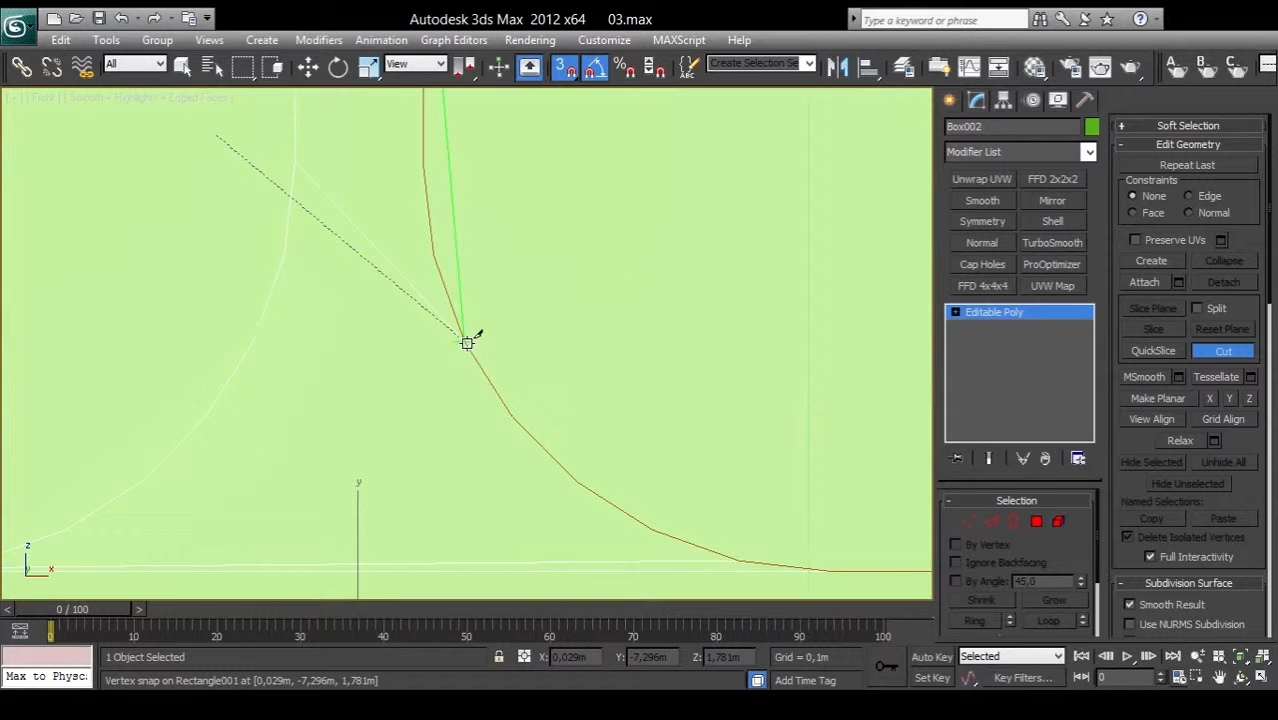 Autodesk 3ds Max 2012 x64 03.max
Type a keyword or phrase
Edit Tools Group Views Create Modifiers Animation Graph Editors Rendering Customize MAXScript Help
All View 3 Create Selection Se
[+] [Front] [Smooth + Highlights + Edged Faces]
y
z
x
Box002
Modifier List
Unwrap UVW FFD 2x2x2
Smooth Mirror
Symmetry Shell
Normal TurboSmooth
Cap Holes ProOptimizer
FFD 4x4x4 UVW Map
Editable Poly
Selection
By Vertex
Ignore Backfacing
By Angle: 45,0
Shrink Grow
Ring Loop
Soft Selection
Edit Geometry
Repeat Last
Constraints
None Edge
Face Normal
Preserve UVs
Create Collapse
Attach Detach
Slice Plane Split
Slice Reset Plane
QuickSlice Cut
MSmooth Tessellate
Make Planar X Y Z
View Align Grid Align
Relax
Hide Selected Unhide All
Hide Unselected
Named Selections:
Copy Paste
Delete Isolated Vertices
Full Interactivity
Subdivision Surface
Smooth Result
Use NURMS Subdivision
0 / 100
0 10 20 30 40 50 60 70 80 90 100
1 Object Selected X: 0,029m Y: -7,296m Z: 1,781m Grid = 0,1m Auto Key Selected
Max to Physc. Vertex snap on Rectangle001 at [0,029m, -7,296m, 1,781m] Add Time Tag Set Key Key Filters... 0